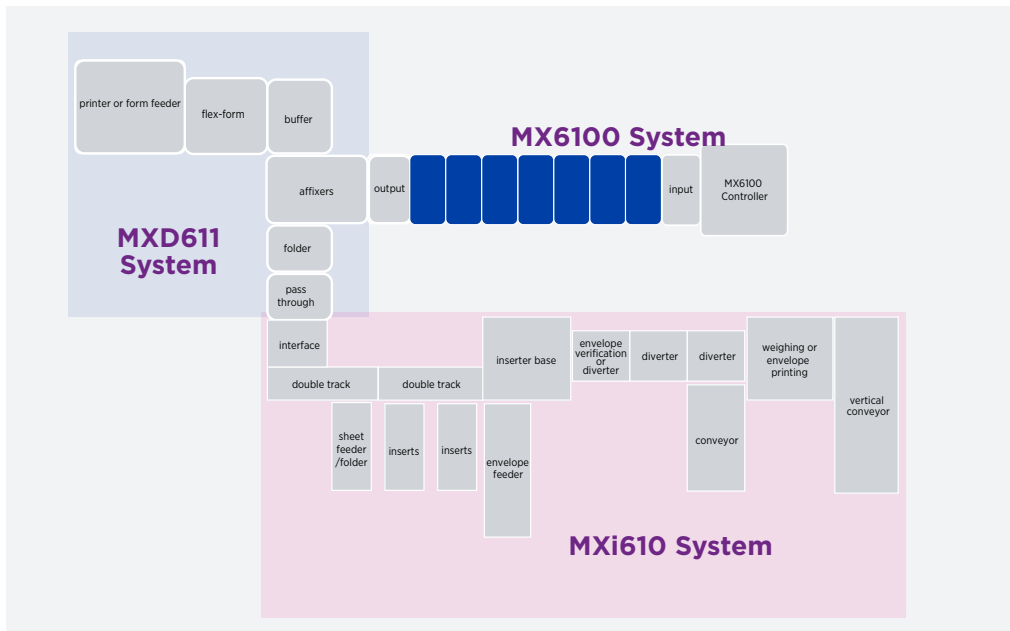 printer or form feeder
flex-form
buffer
MX6100 System
affixers
output
input
MX6100
Controller
MXD611
System
folder
pass
through
interface
inserter base
envelope
verification
or
diverter
diverter
diverter
weighing or
envelope
printing
vertical
conveyor
double track
double track
sheet
feeder
/folder
inserts
inserts
envelope
feeder
conveyor
MXi610 System